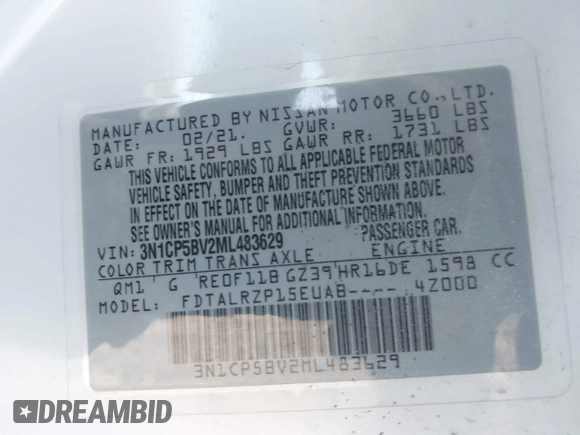 MANUFACTURED BY NISSAN MOTOR CO., LTD.
DATE: 02/21. GVWR: 3660 LBS
GAWR FR: 1929 LBS GAWR RR: 1731 LBS
THIS VEHICLE CONFORMS TO ALL APPLICABLE FEDERAL MOTOR
VEHICLE SAFETY, BUMPER AND THEFT PREVENTION STANDARDS
IN EFFECT ON THE DATE OF MANUFACTURE SHOWN ABOVE.
SEE OWNER'S MANUAL FOR ADDITIONAL INFORMATION.
VIN: 3N1CP5BV2ML483629 PASSENGER CAR.
COLOR TRIM TRANS AXLE ENGINE
QM1 G RE0F11B GZ39 HR16DE 1598 CC
MODEL: FDTALRZP15EUAB---- 4Z000
3N1CP5BV2ML483629
DREAMBID